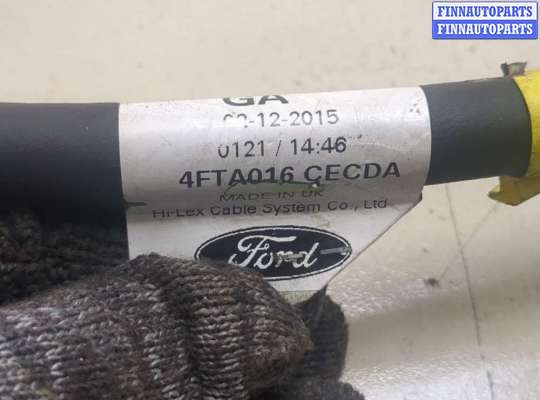 FINNAUTOPARTS
FINNAUTOPARTS
GA
-12-2015
0121 / 14:46
4FTA016 CECDA
MADE IN UK
Hi-Lex Cable System Co., Ltd
Ford